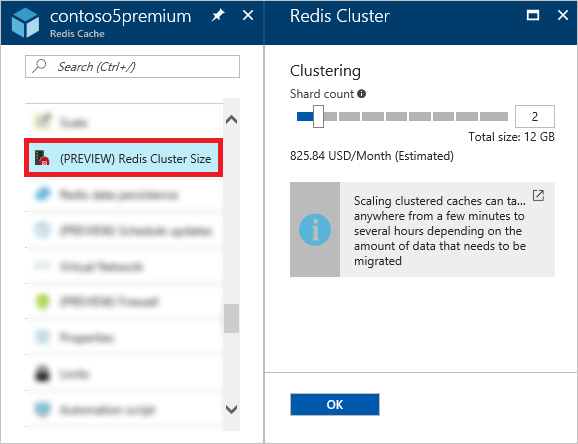 contoso5premium
Redis Cache
Search (Ctrl+/)
Scale
(PREVIEW) Redis Cluster Size
Redis data persistence
(PREVIEW) Schedule updates
Virtual Network
(PREVIEW) Firewall
Properties
Locks
Automation script
Redis Cluster
Clustering
Shard count
2
Total size: 12 GB
825.84 USD/Month (Estimated)
Scaling clustered caches can ta...
anywhere from a few minutes to
several hours depending on the
amount of data that needs to be
migrated
OK